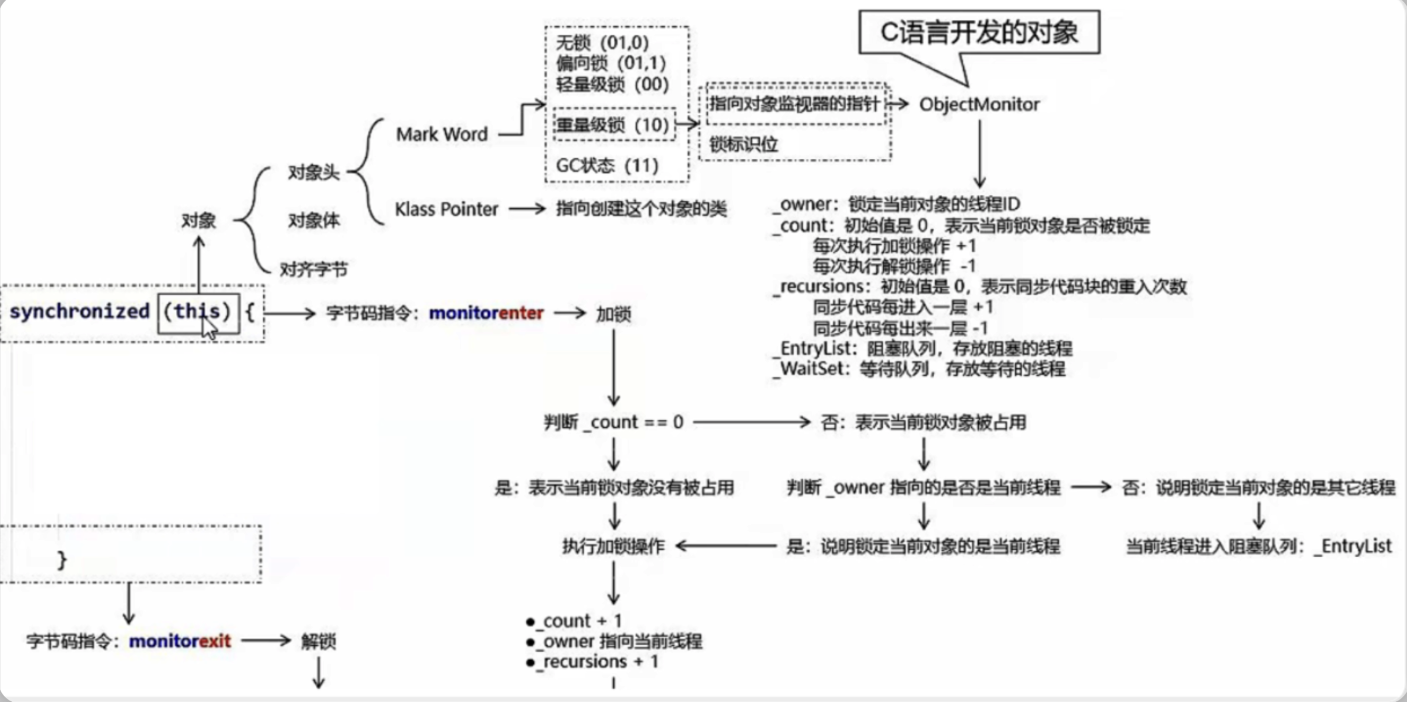 C语言开发的对象
无锁（01,0）
偏向锁（01,1）
轻量级锁（00）
重量级锁（10）
GC状态（11）
指向对象监视器的指针
锁标识位
ObjectMonitor
Mark Word
对象头
Klass Pointer
指向创建这个对象的类
对象
对象体
对齐字节
_owner：锁定当前对象的线程ID
_count：初始值是 0，表示当前锁对象是否被锁定
每次执行加锁操作 +1
每次执行解锁操作 -1
_recursions：初始值是 0，表示同步代码块的重入次数
同步代码每进入一层 +1
同步代码每出来一层 -1
_EntryList：阻塞队列，存放阻塞的线程
_WaitSet：等待队列，存放等待的线程
synchronized (this) {
字节码指令：monitorenter
加锁
判断 _count == 0
否：表示当前锁对象被占用
是：表示当前锁对象没有被占用
判断 _owner 指向的是否是当前线程
否：说明锁定当前对象的是其它线程
执行加锁操作
是：说明锁定当前对象的是当前线程
当前线程进入阻塞队列：_EntryList
}
字节码指令：monitorexit
解锁
●_count + 1
●_owner 指向当前线程
●_recursions + 1